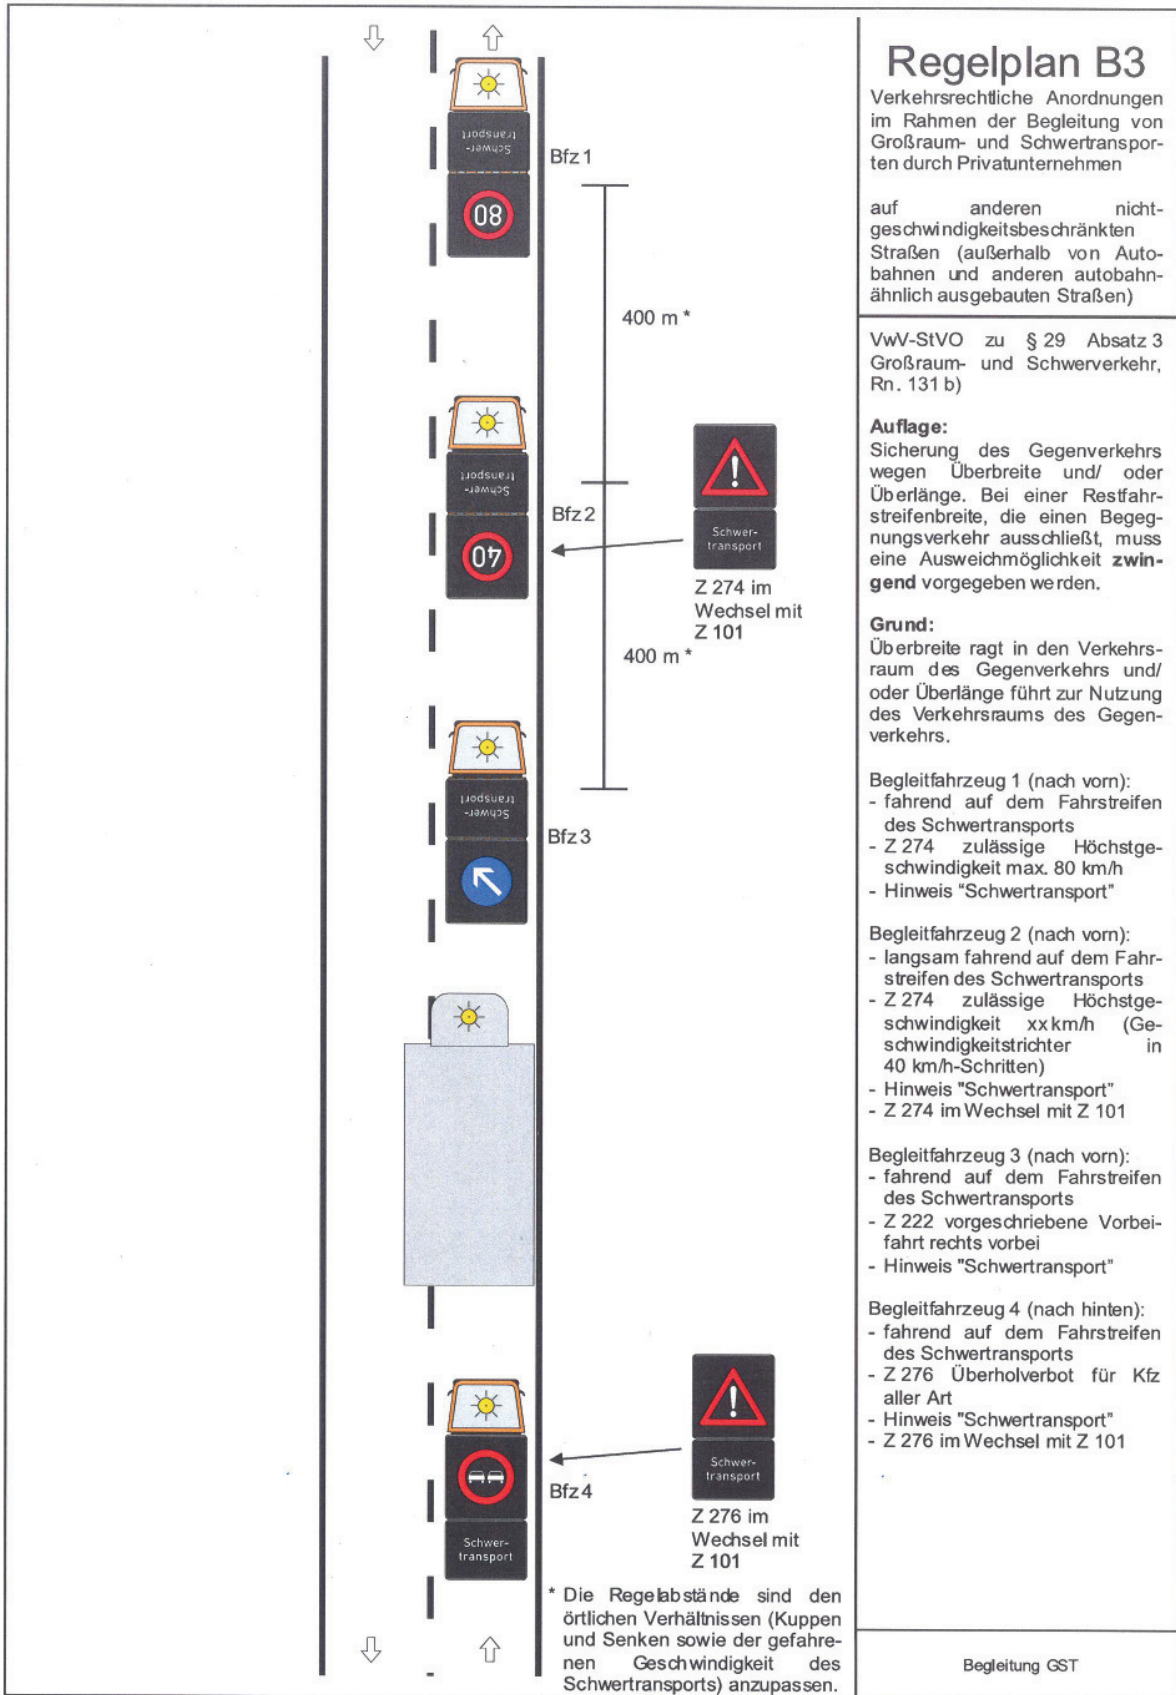 Regelplan B3
Verkehrsrechtliche Anordnungen
im Rahmen der Begleitung von
Großraum- und Schwertranspor-
ten durch Privatunternehmen
auf anderen nicht-
geschwindigkeitsbeschränkten
Straßen (außerhalb von Auto-
bahnen und anderen autobahn-
ähnlich ausgebauten Straßen)
VwV-StVO zu § 29 Absatz 3
Großraum- und Schwerverkehr,
Rn. 131 b)
Auflage:
Sicherung des Gegenverkehrs
wegen Überbreite und/ oder
Überlänge. Bei einer Restfahr-
streifenbreite, die einen Begeg-
nungsverkehr ausschließt, muss
eine Ausweichmöglichkeit zwin-
gend vorgegeben werden.
Grund:
Überbreite ragt in den Verkehrs-
raum des Gegenverkehrs und/
oder Überlänge führt zur Nutzung
des Verkehrsraums des Gegen-
verkehrs.
Begleitfahrzeug 1 (nach vorn):
- fahrend auf dem Fahrstreifen
des Schwertransports
- Z 274 zulässige Höchstge-
schwindigkeit max. 80 km/h
- Hinweis "Schwertransport"
Begleitfahrzeug 2 (nach vorn):
- langsam fahrend auf dem Fahr-
streifen des Schwertransports
- Z 274 zulässige Höchstge-
schwindigkeit xx km/h (Ge-
schwindigkeitstrichter in
40 km/h-Schritten)
- Hinweis "Schwertransport"
- Z 274 im Wechsel mit Z 101
Begleitfahrzeug 3 (nach vorn):
- fahrend auf dem Fahrstreifen
des Schwertransports
- Z 222 vorgeschriebene Vorbei-
fahrt rechts vorbei
- Hinweis "Schwertransport"
Begleitfahrzeug 4 (nach hinten):
- fahrend auf dem Fahrstreifen
des Schwertransports
- Z 276 Überholverbot für Kfz
aller Art
- Hinweis "Schwertransport"
- Z 276 im Wechsel mit Z 101
Begleitung GST
Schwer-
transport
Bfz 1
80
400 m *
Schwer-
transport
Bfz 2
40
Schwer-
transport
Z 274 im
Wechsel mit
Z 101
400 m *
Schwer-
transport
Bfz 3
Bfz 4
Schwer-
transport
Schwer-
transport
Z 276 im
Wechsel mit
Z 101
* Die Regelabstände sind den
örtlichen Verhältnissen (Kuppen
und Senken sowie der gefahre-
nen Geschwindigkeit des
Schwertransports) anzupassen.